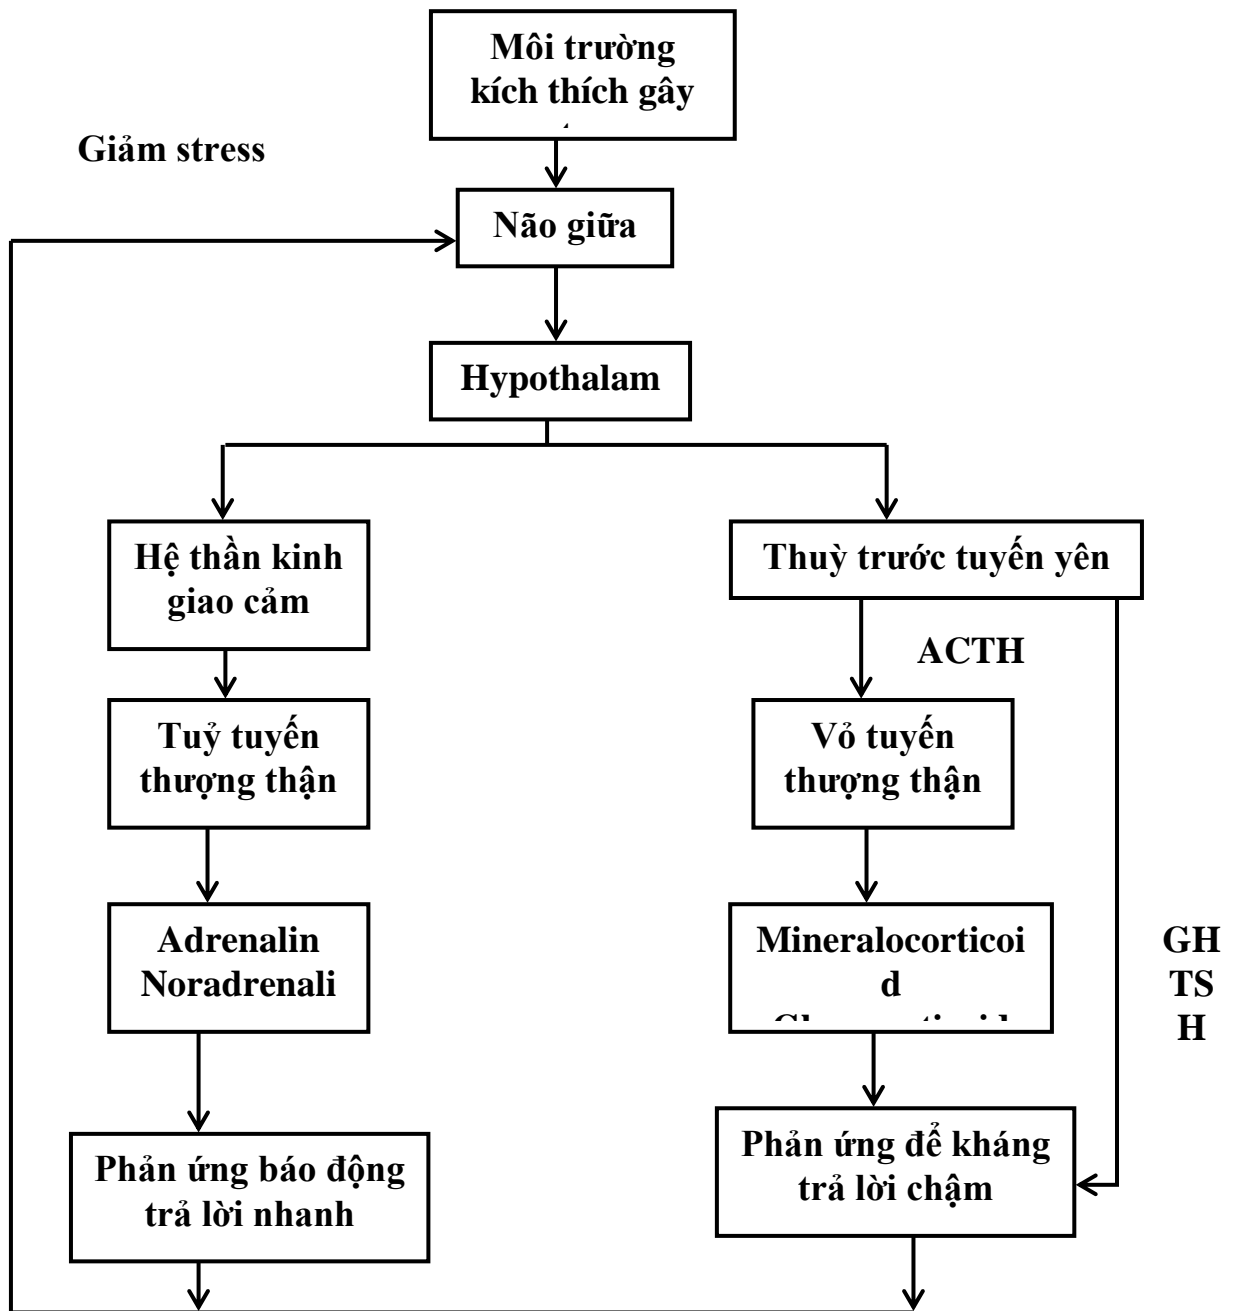 Môi trường
kích thích gây
Giảm stress
Não giữa
Hypothalam
Hệ thần kinh
giao cảm
Thuỳ trước tuyến yên
ACTH
Tuỷ tuyến
thượng thận
Vỏ tuyến
thượng thận
Adrenalin
Noradrenali
Mineralocorticoi
d
GH
TS
H
Phản ứng báo động
trả lời nhanh
Phản ứng để kháng
trả lời chậm